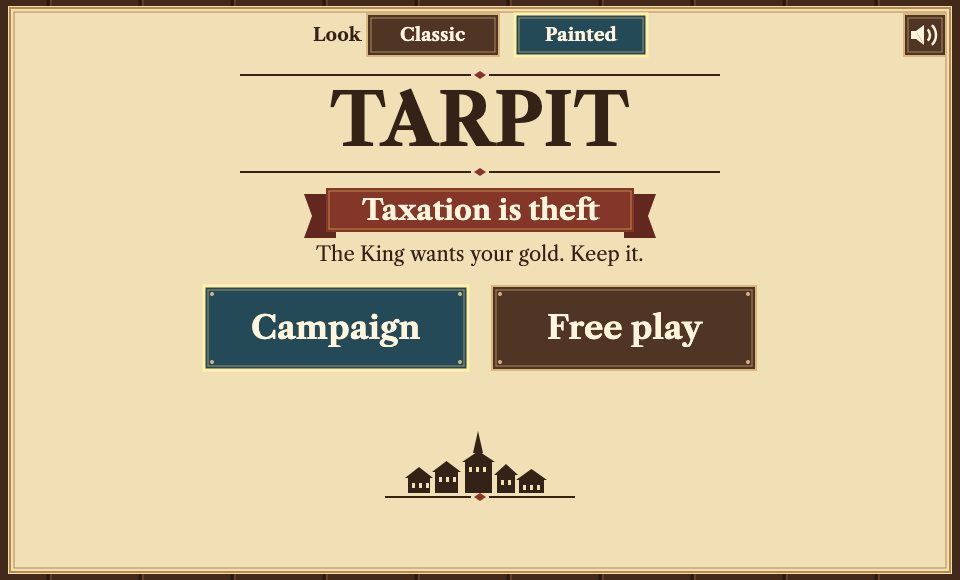 Look Classic Painted
TARPIT
Taxation is theft
The King wants your gold. Keep it.
Campaign Free play